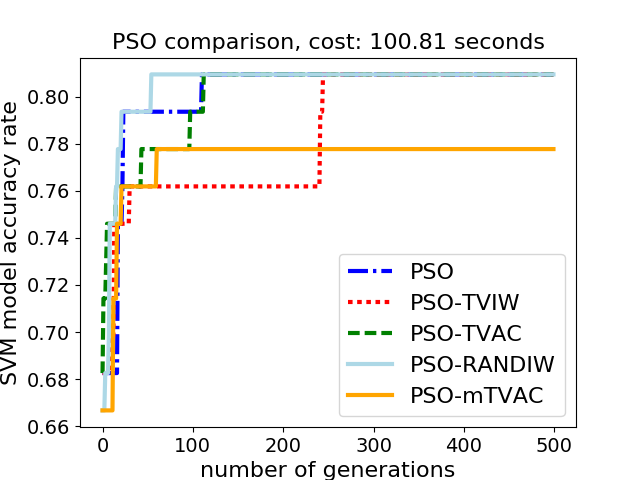 PSO comparison, cost: 100.81 seconds
SVM model accuracy rate
0.80
0.78
0.76
0.74
0.72
0.70
0.68
0.66
PSO
PSO-TVIW
PSO-TVAC
PSO-RANDIW
PSO-mTVAC
0 100 200 300 400 500
number of generations